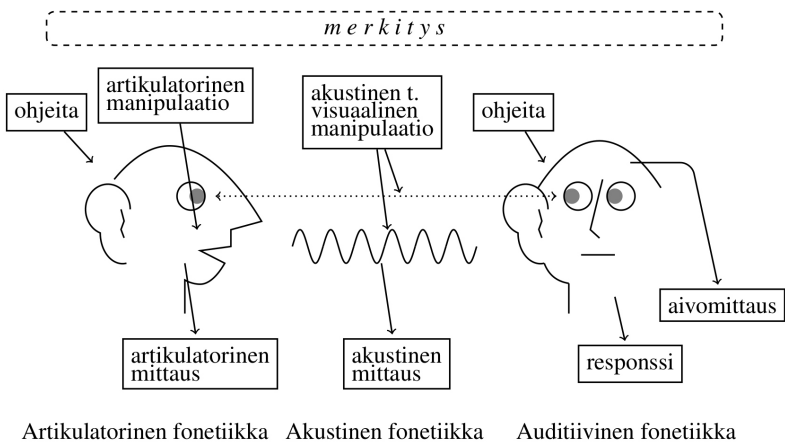 merkitys
artikulatorinen
manipulaatio
ohjeita
akustinen t.
visuaalinen
manipulaatio
ohjeita
aivomittaus
artikulatorinen
mittaus
akustinen
mittaus
responssi
Artikulatorinen fonetiikka
Akustinen fonetiikka
Auditiivinen fonetiikka